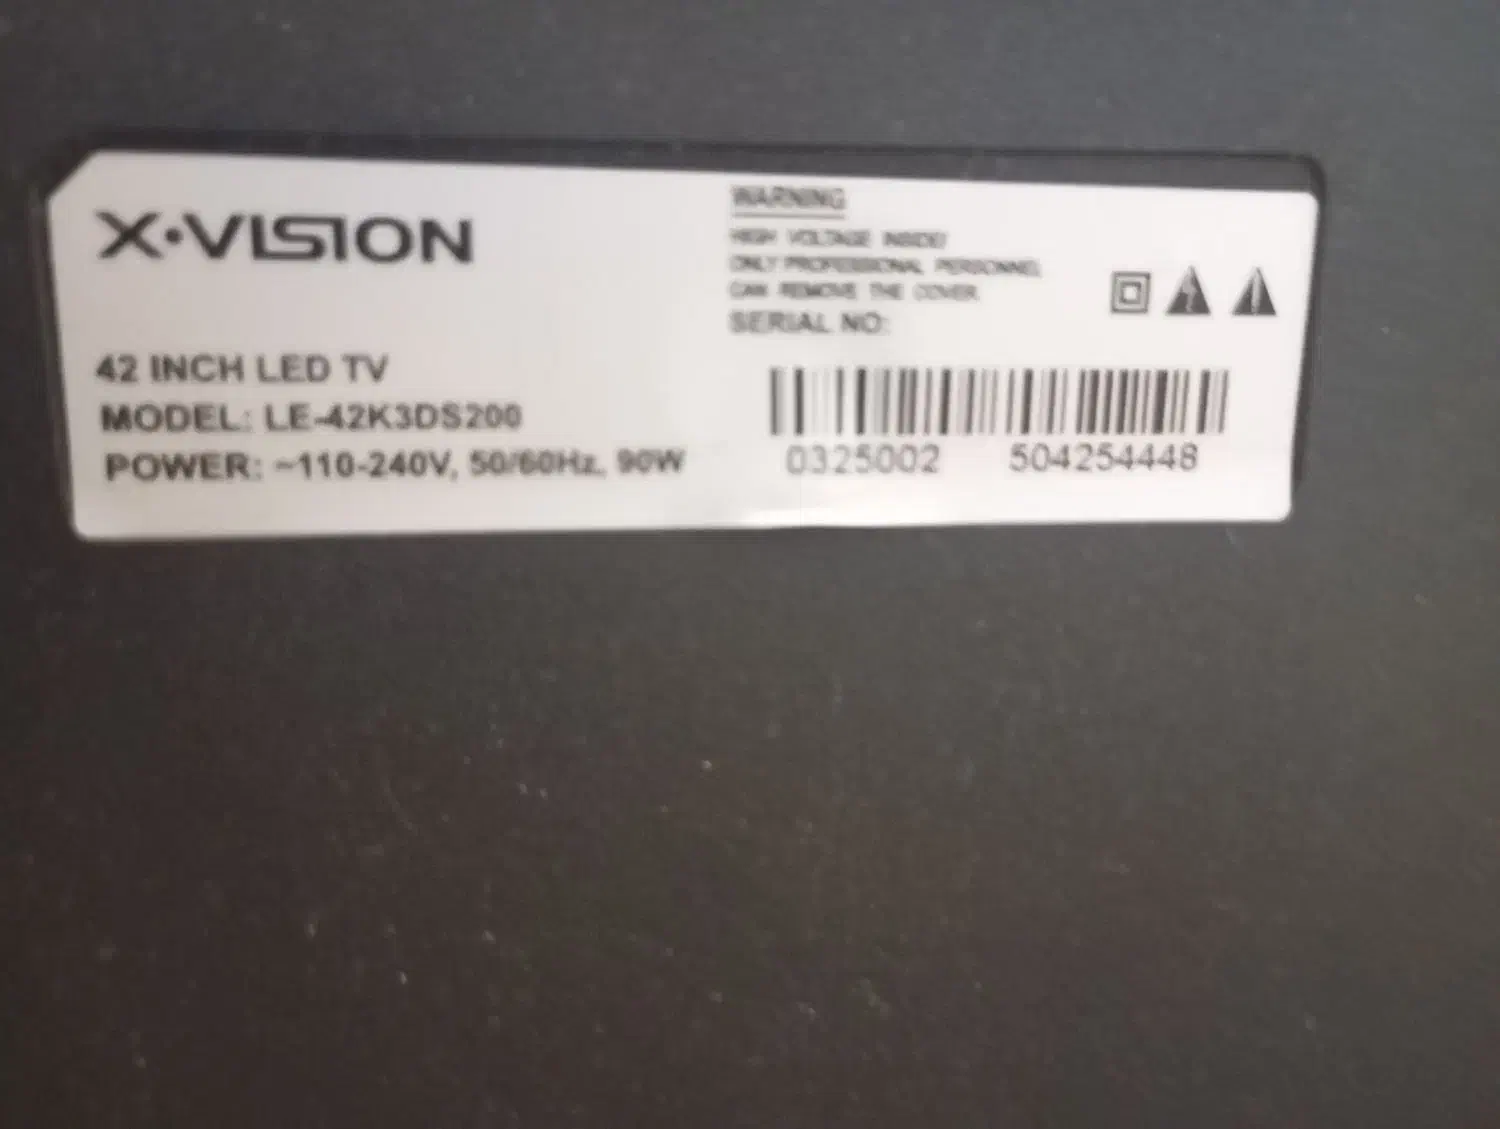 X·VISION
42 INCH LED TV
MODEL: LE-42K3DS200
POWER: ~110-240V, 50/60Hz, 90W
WARNING
HIGH VOLTAGE INSIDE!
ONLY PROFESSIONAL PERSONNEL
CAN REMOVE THE COVER.
SERIAL NO:
0325002 504254448